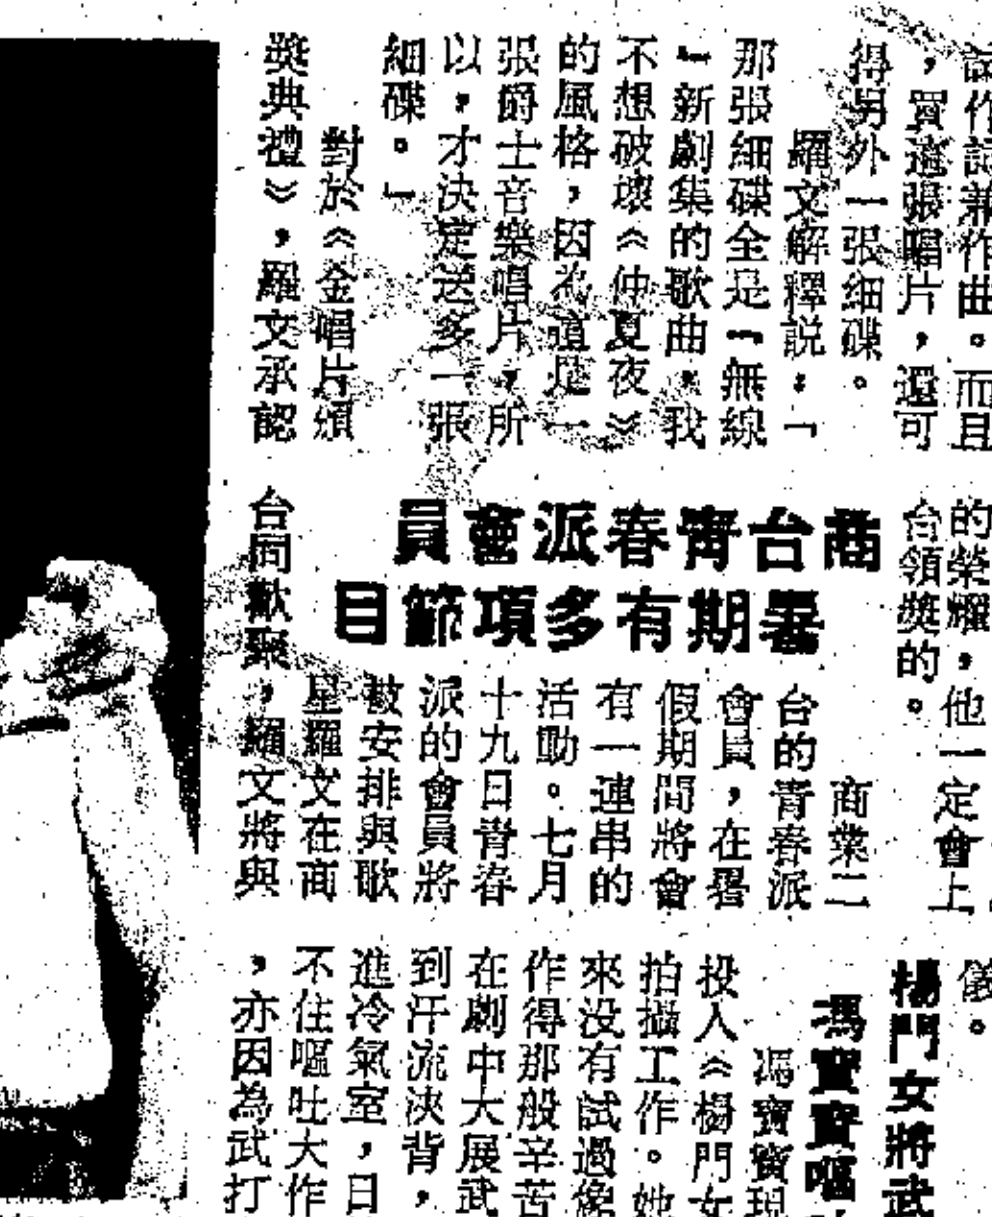 試作詞兼作曲。而且
，買這張唱片，還可
得另外一張細碟。
羅文解釋説：「
那張細碟全是『無線
』新劇集的歌曲，我
不想破壞《仲夏夜》
的風格，因為這是一
張爵士音樂唱片，所
以，才決定送多一張
細碟。」
對於《金唱片頒
獎典禮》，羅文承認
的榮耀，他一定會上
台領獎的。
商台青春派會員
暑期有多項節目
商業二
台的青春派
會員，在暑
假期間將會
有一連串的
活動。七月
十九日青春
派的會員將
被安排與歌
星羅文在商
台同歡聚，羅文將與
儀。
楊門女將武
馮寶寶嘔
馮寶寶現
投入《楊門女
拍攝工作。她
來没有試過像
作得那般辛苦
在劇中大展武
到汗流浹背，
進冷氣室，日
不住嘔吐大作
，亦因為武打